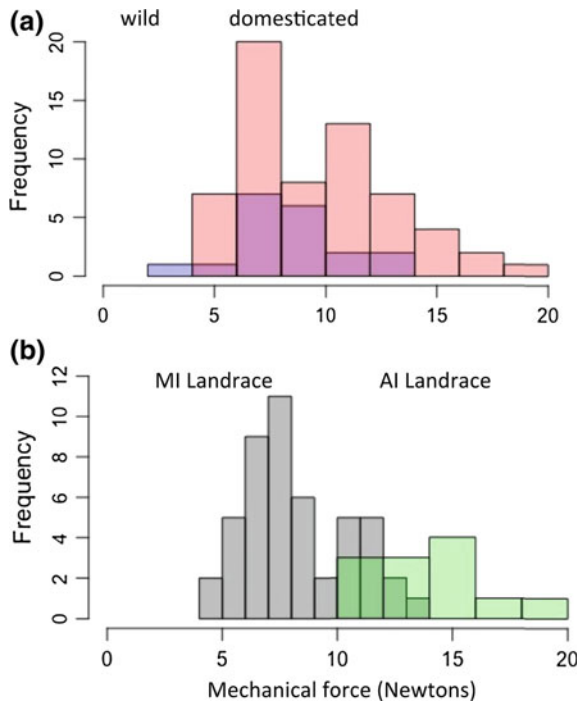 (a) wild domesticated
20
15
10
5
0
Frequency
0 5 10 15 20
(b)
MI Landrace AI Landrace
12
10
8
6
4
2
0
Frequency
0 5 10 15 20
Mechanical force (Newtons)